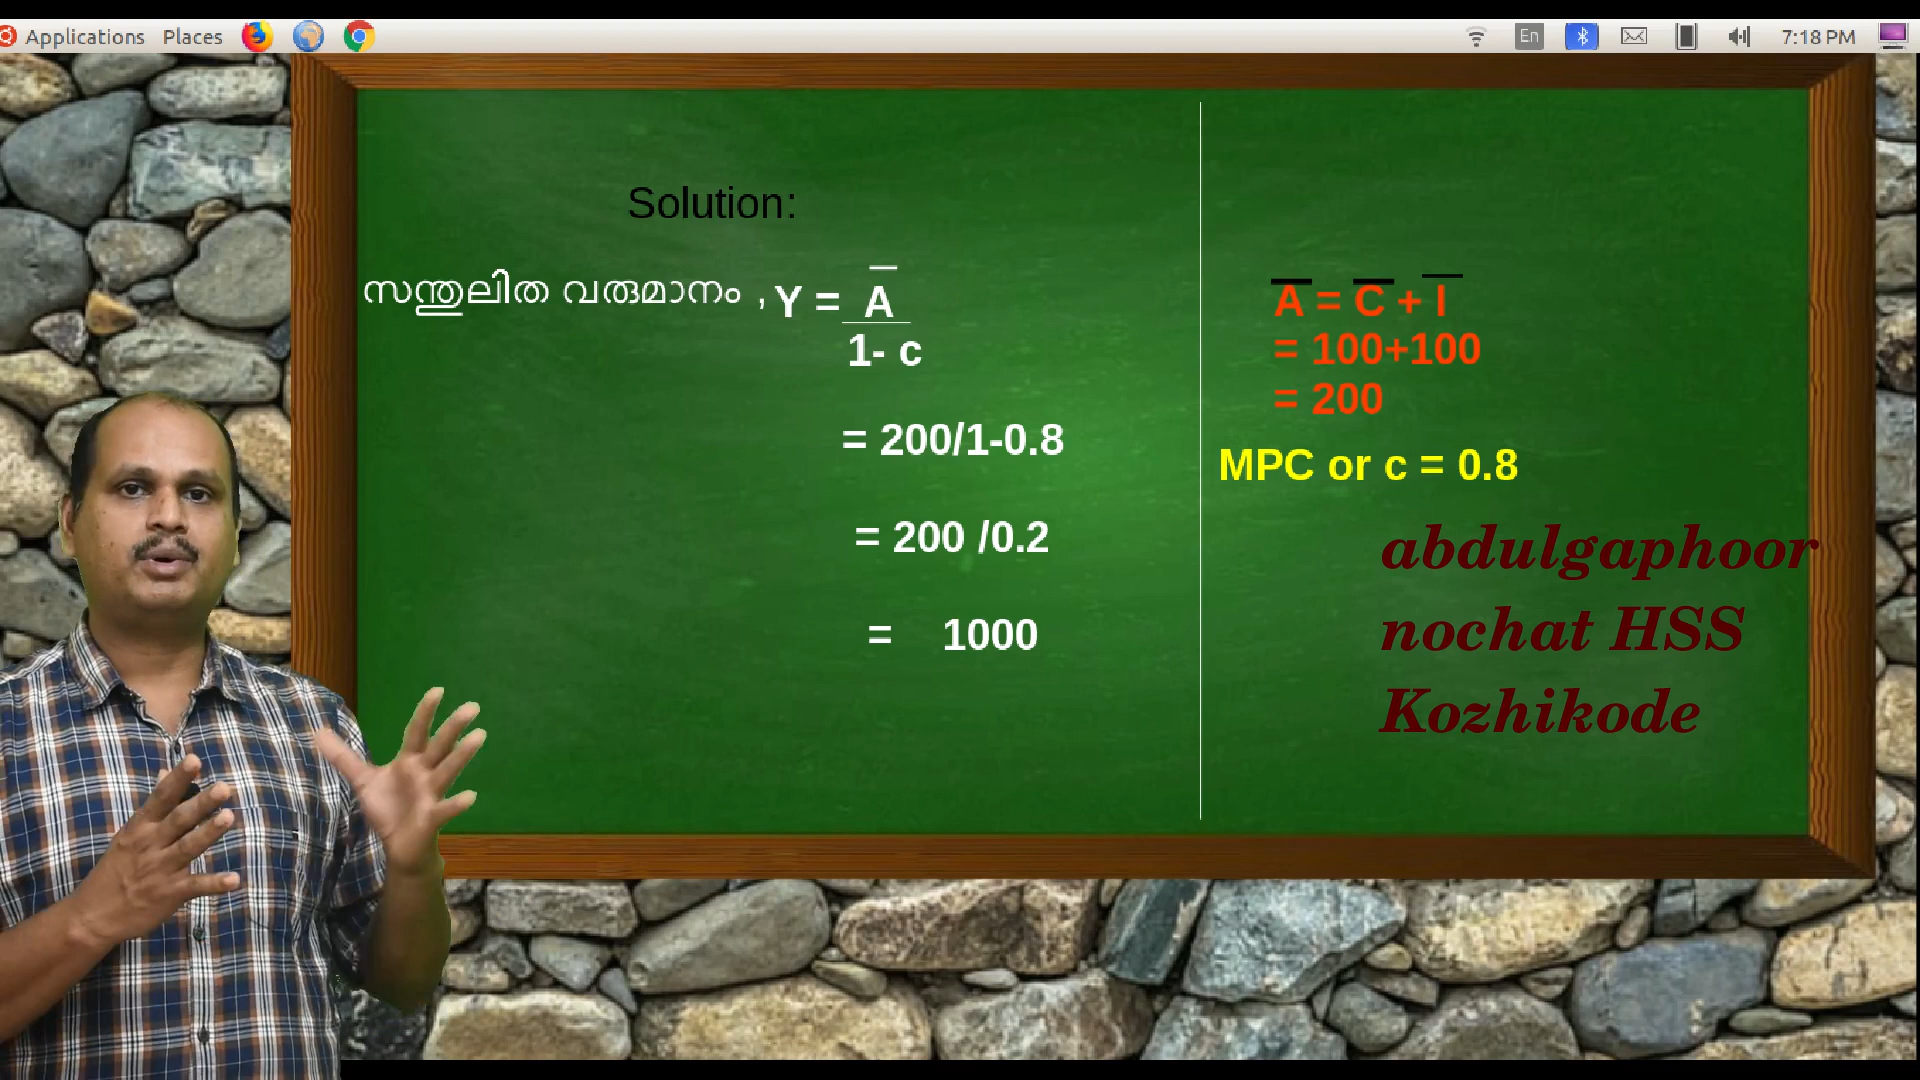 Applications Places En 7:18 PM
Solution:
സന്തുലിത വരുമാനം , Y = A̅
1- c
= 200/1-0.8
= 200 /0.2
= 1000
A̅ = C̅ + I̅
= 100+100
= 200
MPC or c = 0.8
abdulgaphoor
nochat HSS
Kozhikode